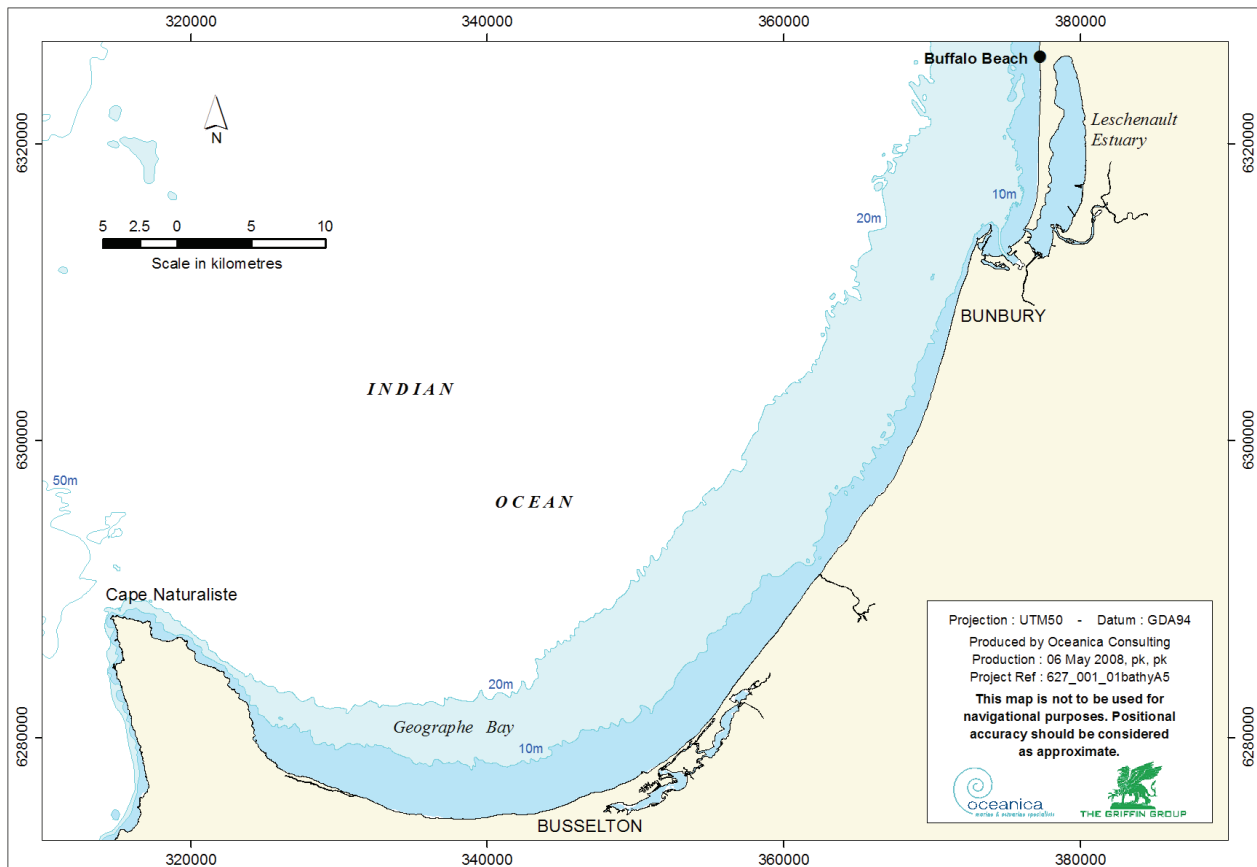 320000
340000
360000
380000
Buffalo Beach
Leschenault
Estuary
6320000
N
6320000
10m
20m
5 2.5 0 5 10
Scale in kilometres
BUNBURY
INDIAN
6300000
6300000
50m
OCEAN
Cape Naturaliste
20m
Geographe Bay
10m
6280000
6280000
BUSSELTON
Projection : UTM50 - Datum : GDA94
Produced by Oceanica Consulting
Production : 06 May 2008, pk, pk
Project Ref : 627_001_01bathyA5
This map is not to be used for
navigational purposes. Positional
accuracy should be considered
as approximate.
oceanica
marine & estuarine specialists
THE GRIFFIN GROUP
320000
340000
360000
380000